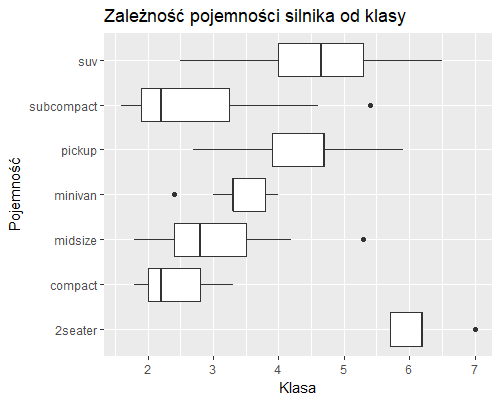 Zależność pojemności silnika od klasy
Pojemność
suv
subcompact
pickup
minivan
midsize
compact
2seater
2 3 4 5 6 7
Klasa